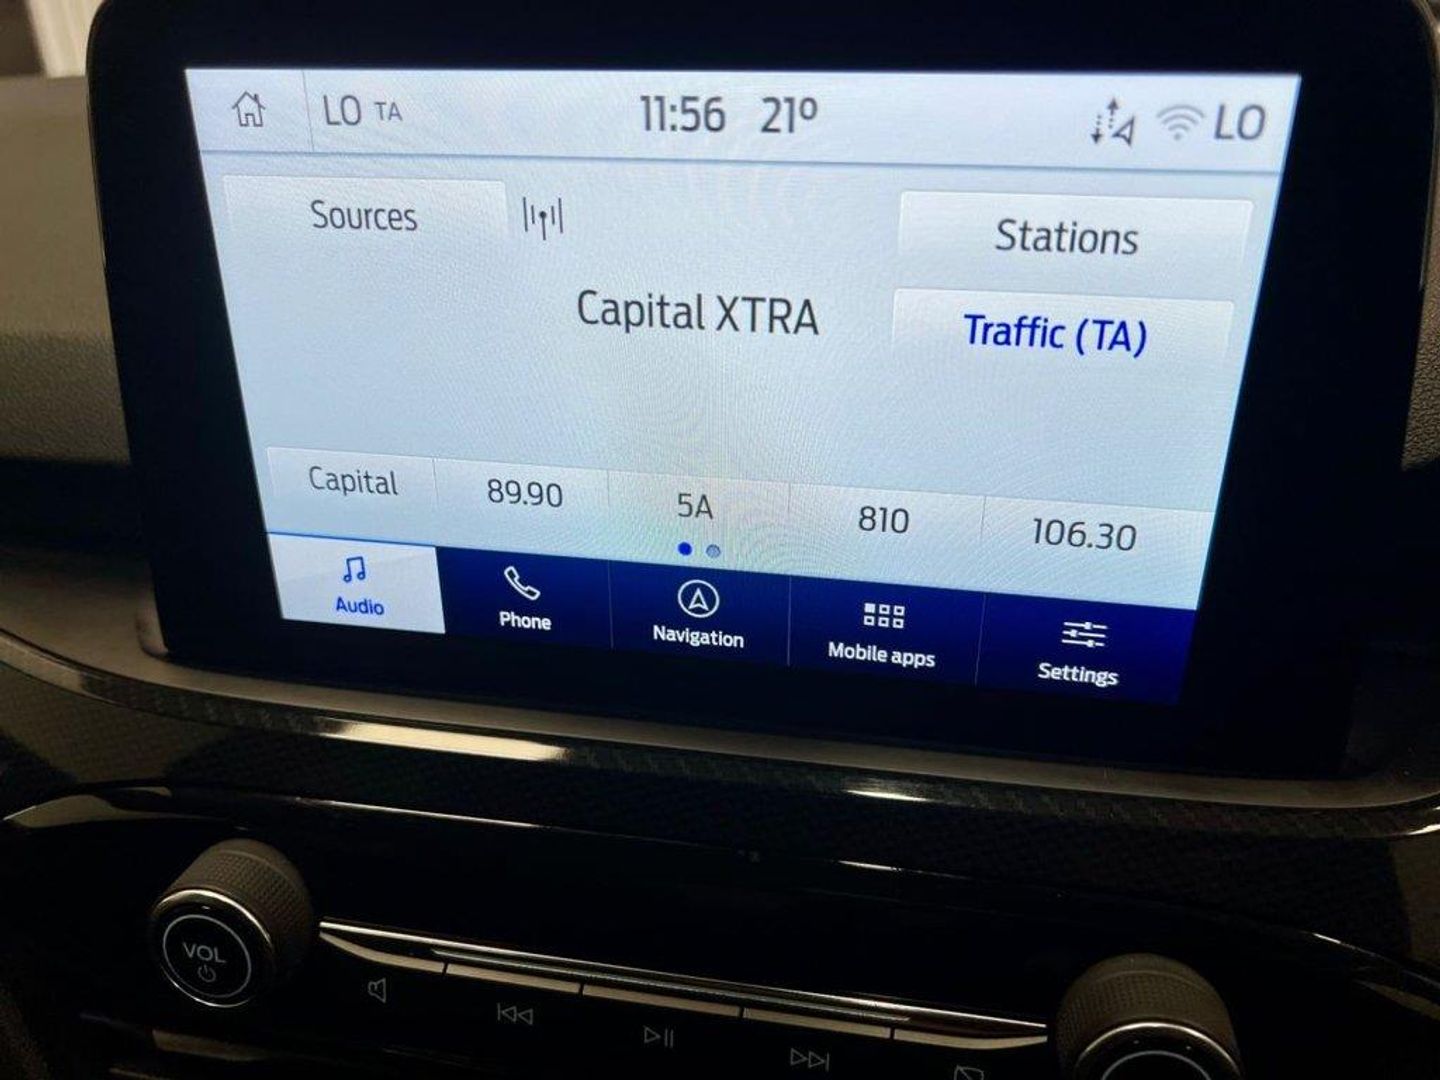 LO TA 11:56 21° LO
Sources Stations
Capital XTRA
Traffic (TA)
Capital 89.90 5A 810 106.30
Audio Phone Navigation Mobile apps Settings
VOL